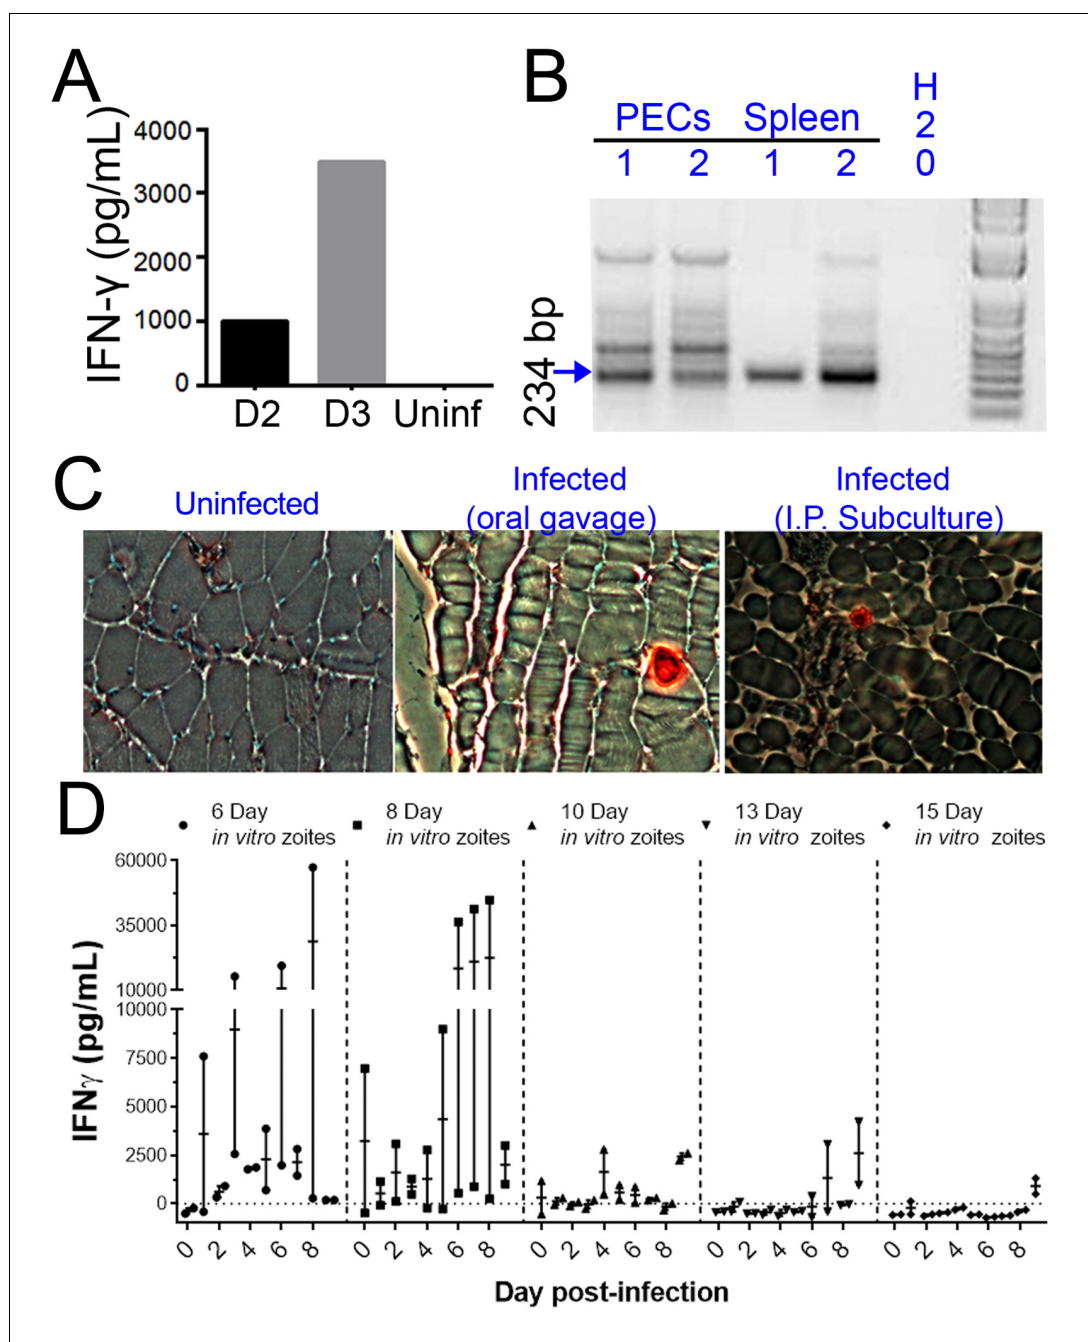 A
IFN-γ (pg/mL)
4000
3000
2000
1000
0
D2 D3 Uninf
B
PECs Spleen
1 2 1 2
H
2
0
234 bp
C
Uninfected
Infected
(oral gavage)
Infected
(I.P. Subculture)
D
6 Day
in vitro zoites
8 Day
in vitro zoites
10 Day
in vitro zoites
13 Day
in vitro zoites
15 Day
in vitro zoites
IFNγ (pg/mL)
60000
35000
10000
10000
7500
5000
2500
0
0 2 4 6 8 0 2 4 6 8 0 2 4 6 8 0 2 4 6 8 0 2 4 6 8
Day post-infection